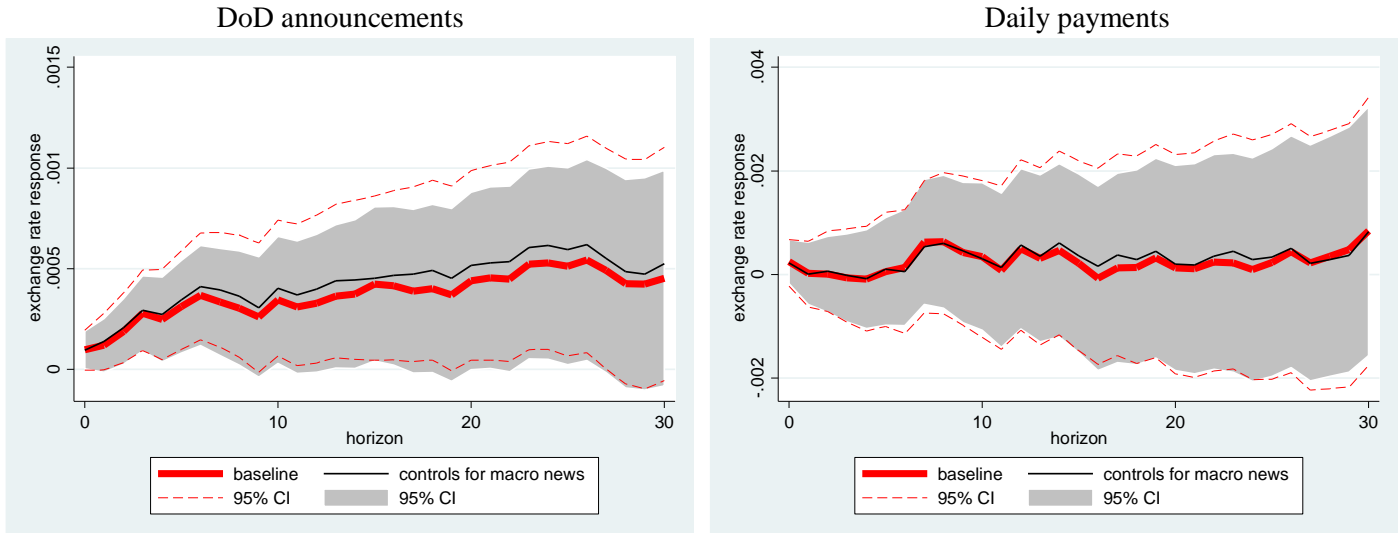 DoD announcements
exchange rate response
.0015
.001
.0005
0
0 10 20 30
horizon
baseline controls for macro news
95% CI 95% CI
Daily payments
exchange rate response
.004
.002
0
-.002
0 10 20 30
horizon
baseline controls for macro news
95% CI 95% CI